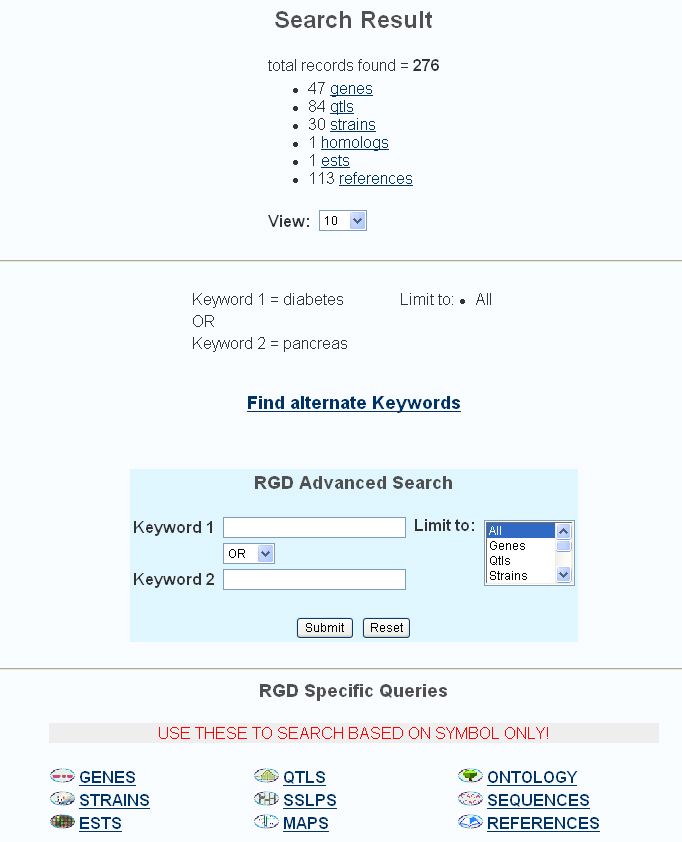 Search Result
total records found = 276
47 genes
84 qtls
30 strains
1 homologs
1 ests
113 references
View: 10
Keyword 1 = diabetes Limit to: • All
OR
Keyword 2 = pancreas
Find alternate Keywords
RGD Advanced Search
Keyword 1 Limit to: All
Genes
OR Qtls
Keyword 2 Strains
Submit Reset
RGD Specific Queries
USE THESE TO SEARCH BASED ON SYMBOL ONLY!
GENES QTLS ONTOLOGY
STRAINS SSLPS SEQUENCES
ESTS MAPS REFERENCES